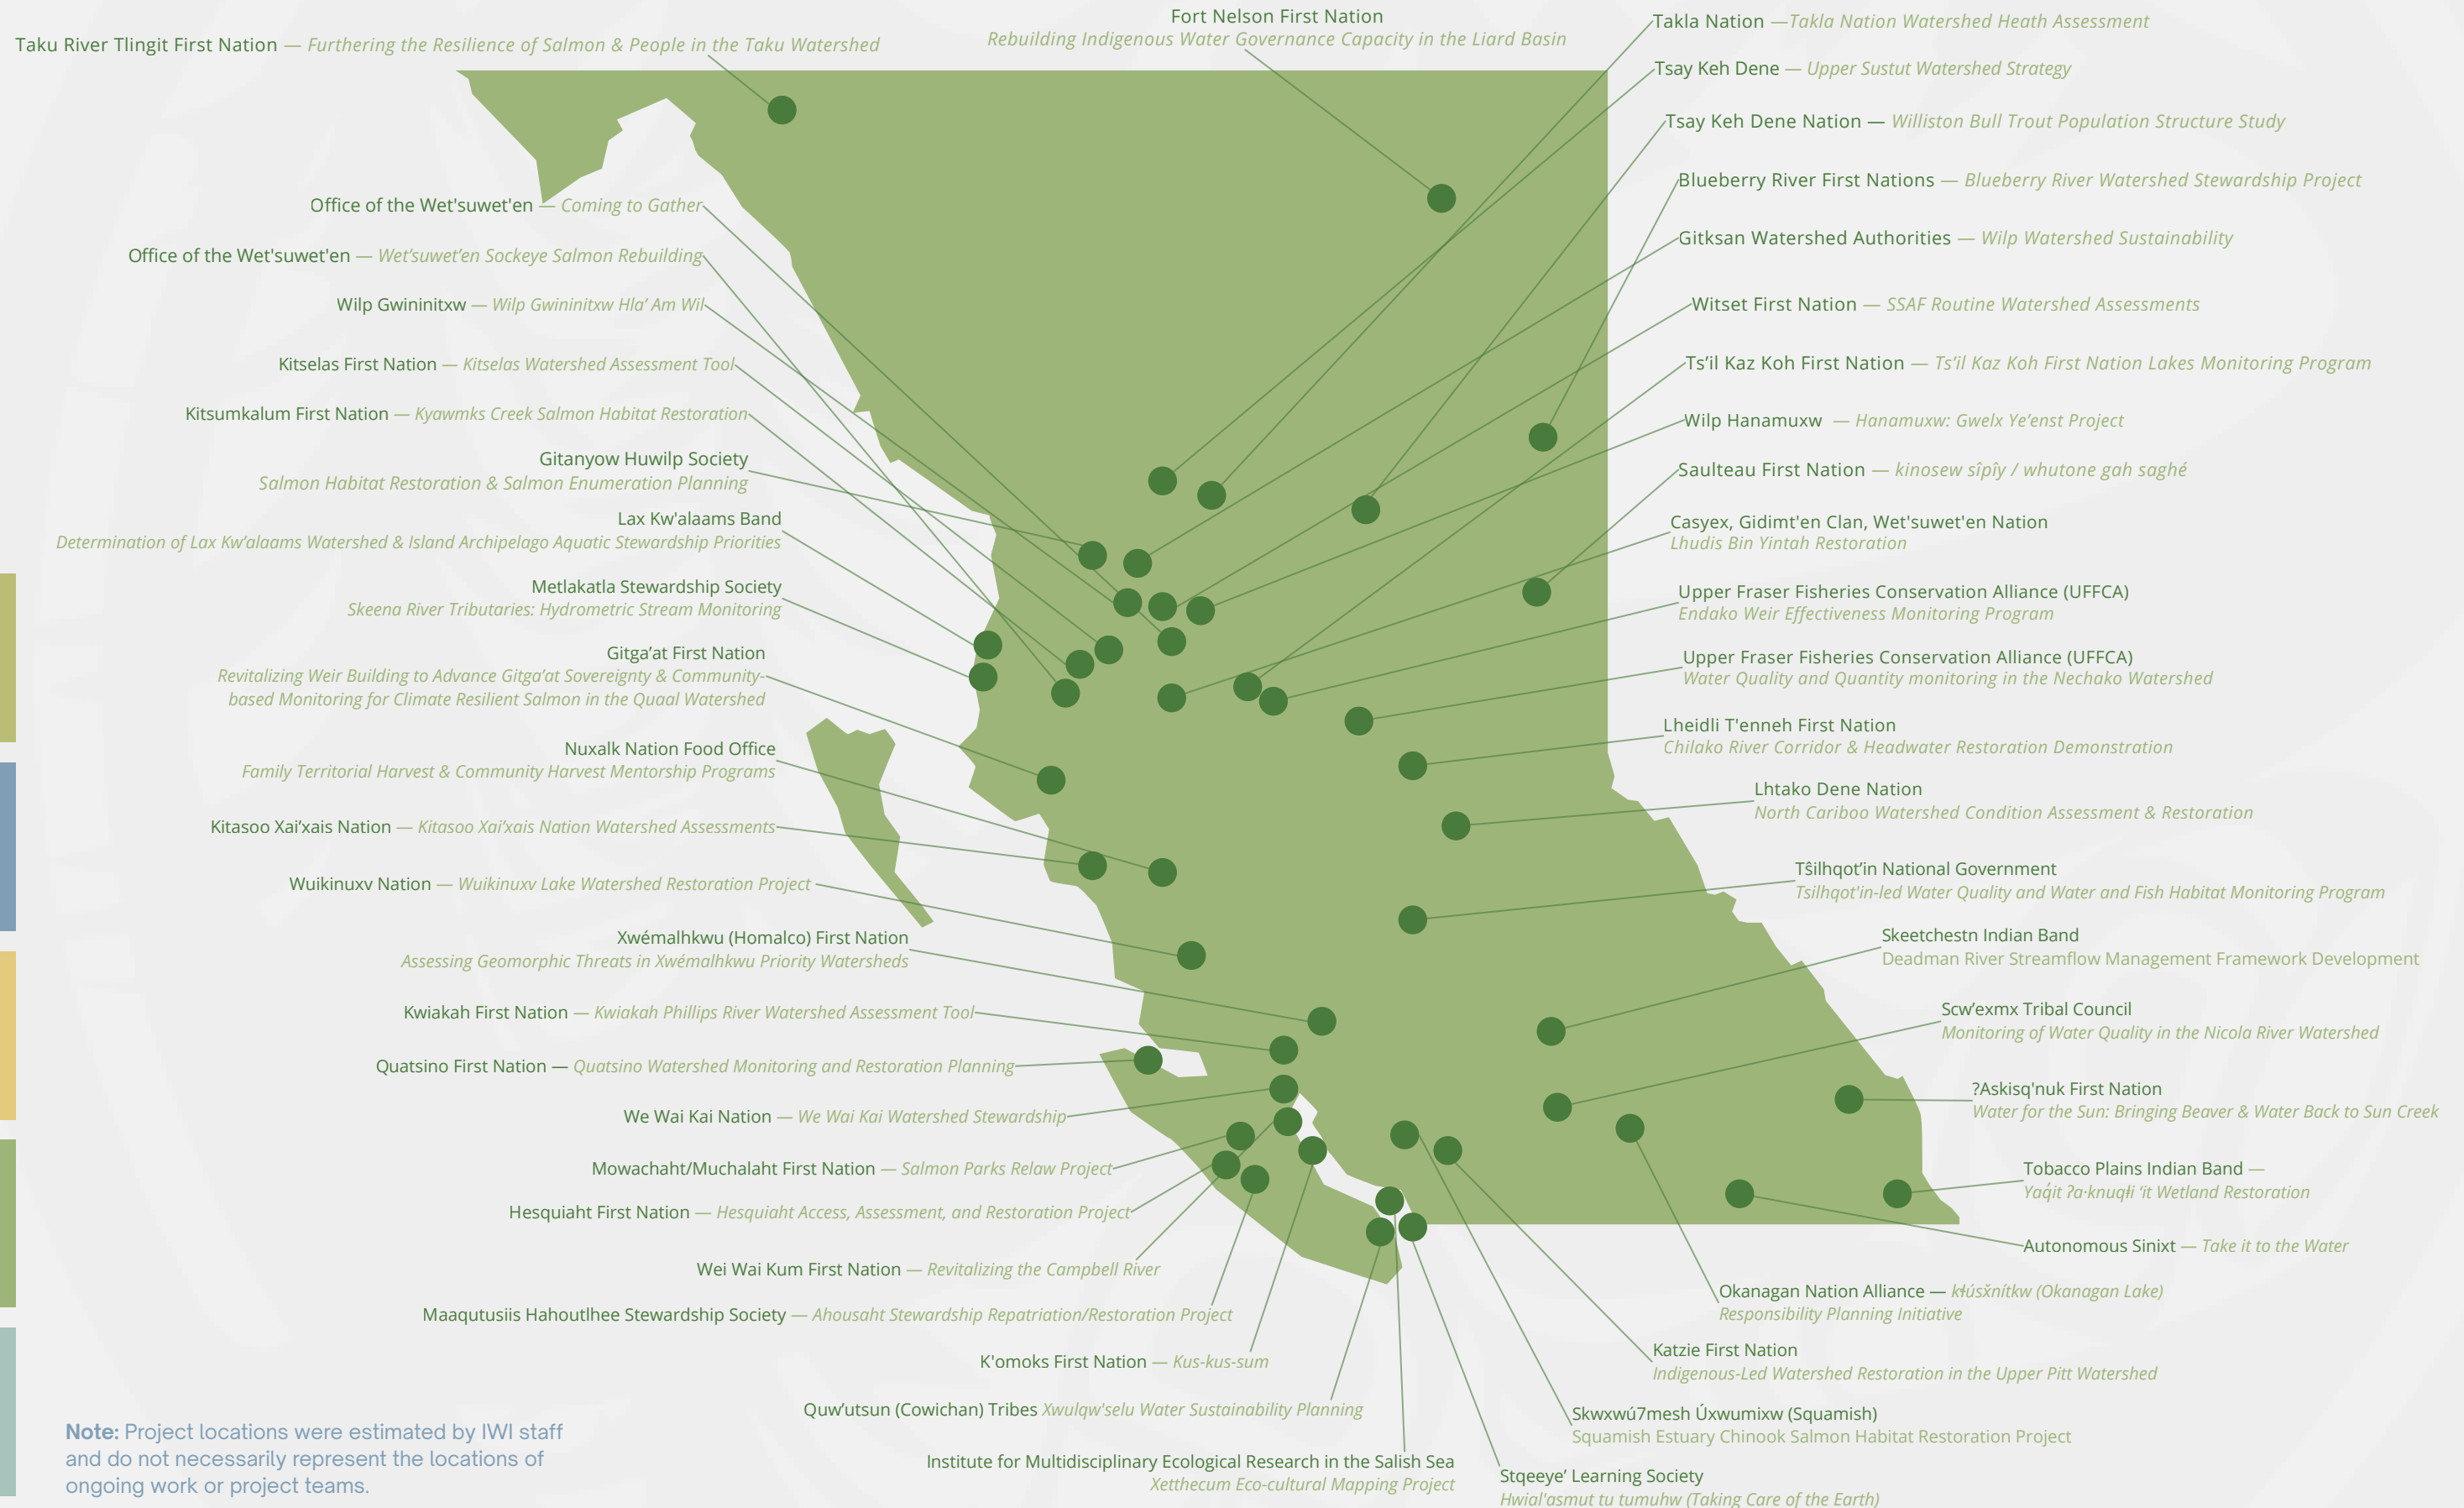 Taku River Tlingit First Nation — Furthering the Resilience of Salmon & People in the Taku Watershed
Fort Nelson First Nation
Rebuilding Indigenous Water Governance Capacity in the Liard Basin
Office of the Wet'suwet'en — Coming to Gather
Office of the Wet'suwet'en — Wet’suwet’en Sockeye Salmon Rebuilding
Wilp Gwininitxw — Wilp Gwininitxw Hla’ Am Wil
Kitselas First Nation — Kitselas Watershed Assessment Tool
Kitsumkalum First Nation — Kyawmks Creek Salmon Habitat Restoration
Gitanyow Huwilp Society
Salmon Habitat Restoration & Salmon Enumeration Planning
Lax Kw'alaams Band
Determination of Lax Kw’alaams Watershed & Island Archipelago Aquatic Stewardship Priorities
Metlakatla Stewardship Society
Skeena River Tributaries: Hydrometric Stream Monitoring
Gitga’at First Nation
Revitalizing Weir Building to Advance Gitga’at Sovereignty & Community-
based Monitoring for Climate Resilient Salmon in the Quaal Watershed
Nuxalk Nation Food Office
Family Territorial Harvest & Community Harvest Mentorship Programs
Kitasoo Xai’xais Nation — Kitasoo Xai’xais Nation Watershed Assessments
Wuikinuxv Nation — Wuikinuxv Lake Watershed Restoration Project
Xwémalhkwu (Homalco) First Nation
Assessing Geomorphic Threats in Xwémalhkwu Priority Watersheds
Kwiakah First Nation — Kwiakah Phillips River Watershed Assessment Tool
Quatsino First Nation — Quatsino Watershed Monitoring and Restoration Planning
We Wai Kai Nation — We Wai Kai Watershed Stewardship
Mowachaht/Muchalaht First Nation — Salmon Parks Relaw Project
Hesquiaht First Nation — Hesquiaht Access, Assessment, and Restoration Project
Wei Wai Kum First Nation — Revitalizing the Campbell River
Maaqutusiis Hahoutlhee Stewardship Society — Ahousaht Stewardship Repatriation/Restoration Project
K'omoks First Nation — Kus-kus-sum
Quw’utsun (Cowichan) Tribes Xwulqw'selu Water Sustainability Planning
Institute for Multidisciplinary Ecological Research in the Salish Sea
Xetthecum Eco-cultural Mapping Project
Takla Nation —Takla Nation Watershed Heath Assessment
Tsay Keh Dene — Upper Sustut Watershed Strategy
Tsay Keh Dene Nation — Williston Bull Trout Population Structure Study
Blueberry River First Nations — Blueberry River Watershed Stewardship Project
Gitksan Watershed Authorities — Wilp Watershed Sustainability
Witset First Nation — SSAF Routine Watershed Assessments
Ts’il Kaz Koh First Nation — Ts’il Kaz Koh First Nation Lakes Monitoring Program
Wilp Hanamuxw — Hanamuxw: Gwelx Ye’enst Project
Saulteau First Nation — kinosew sîpîy / whutone gah saghé
Casyex, Gidimt'en Clan, Wet'suwet'en Nation
Lhudis Bin Yintah Restoration
Upper Fraser Fisheries Conservation Alliance (UFFCA)
Endako Weir Effectiveness Monitoring Program
Upper Fraser Fisheries Conservation Alliance (UFFCA)
Water Quality and Quantity monitoring in the Nechako Watershed
Lheidli T'enneh First Nation
Chilako River Corridor & Headwater Restoration Demonstration
Lhtako Dene Nation
North Cariboo Watershed Condition Assessment & Restoration
Tŝilhqot’in National Government
Tsilhqot'in-led Water Quality and Water and Fish Habitat Monitoring Program
Skeetchestn Indian Band
Deadman River Streamflow Management Framework Development
Scw’exmx Tribal Council
Monitoring of Water Quality in the Nicola River Watershed
?Askisq'nuk First Nation
Water for the Sun: Bringing Beaver & Water Back to Sun Creek
Tobacco Plains Indian Band —
Yaq̓it ʔa·knuqⱡi ‘it Wetland Restoration
Autonomous Sinixt — Take it to the Water
Okanagan Nation Alliance — kɬúsx̌nítkw (Okanagan Lake)
Responsibility Planning Initiative
Katzie First Nation
Indigenous-Led Watershed Restoration in the Upper Pitt Watershed
Skwxwú7mesh Úxwumixw (Squamish)
Squamish Estuary Chinook Salmon Habitat Restoration Project
Stqeeye’ Learning Society
Hwial'asmut tu tumuhw (Taking Care of the Earth)
Note: Project locations were estimated by IWI staff
and do not necessarily represent the locations of
ongoing work or project teams.